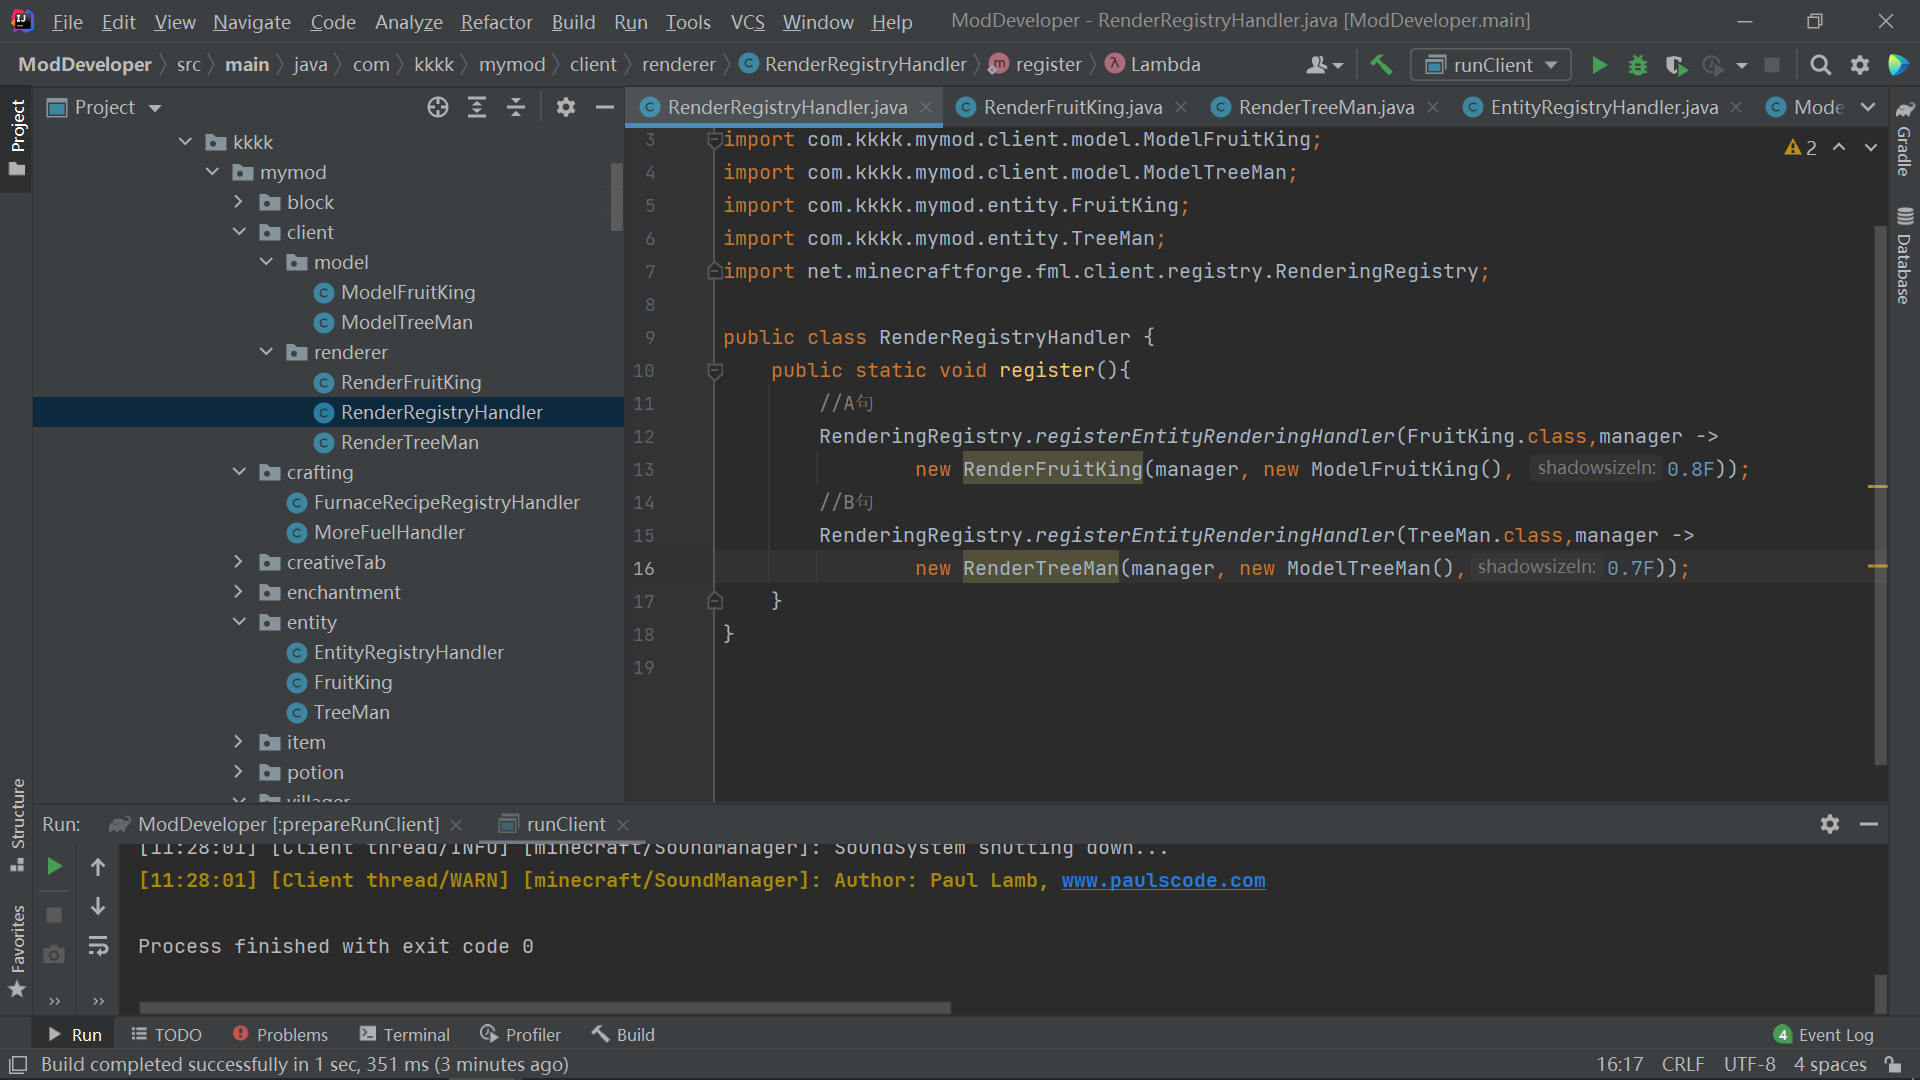 File Edit View Navigate Code Analyze Refactor Build Run Tools VCS Window Help ModDeveloper - RenderRegistryHandler.java [ModDeveloper.main]
ModDeveloper src main java com kkkk mymod client renderer RenderRegistryHandler register Lambda runClient
Project
RenderRegistryHandler.java RenderFruitKing.java RenderTreeMan.java EntityRegistryHandler.java Mode
Project
kkkk
mymod
block
client
model
ModelFruitKing
ModelTreeMan
renderer
RenderFruitKing
RenderRegistryHandler
RenderTreeMan
crafting
FurnaceRecipeRegistryHandler
MoreFuelHandler
creativeTab
enchantment
entity
EntityRegistryHandler
FruitKing
TreeMan
item
potion
villager
3 import com.kkkk.mymod.client.model.ModelFruitKing;
4 import com.kkkk.mymod.client.model.ModelTreeMan;
5 import com.kkkk.mymod.entity.FruitKing;
6 import com.kkkk.mymod.entity.TreeMan;
7 import net.minecraftforge.fml.client.registry.RenderingRegistry;
8
9 public class RenderRegistryHandler {
10 public static void register(){
11 //A句
12 RenderingRegistry.registerEntityRenderingHandler(FruitKing.class,manager ->
13 new RenderFruitKing(manager, new ModelFruitKing(), shadowsizeIn: 0.8F));
14 //B句
15 RenderingRegistry.registerEntityRenderingHandler(TreeMan.class,manager ->
16 new RenderTreeMan(manager, new ModelTreeMan(), shadowsizeIn: 0.7F));
17 }
18 }
19
2
Gradle
Database
Structure
Favorites
Run: ModDeveloper [:prepareRunClient] runClient
[11:28:01] [Client thread/INFO] [minecraft/SoundManager]: SoundSystem shutting down...
[11:28:01] [Client thread/WARN] [minecraft/SoundManager]: Author: Paul Lamb, www.paulscode.com
Process finished with exit code 0
Run TODO Problems Terminal Profiler Build 4 Event Log
Build completed successfully in 1 sec, 351 ms (3 minutes ago) 16:17 CRLF UTF-8 4 spaces